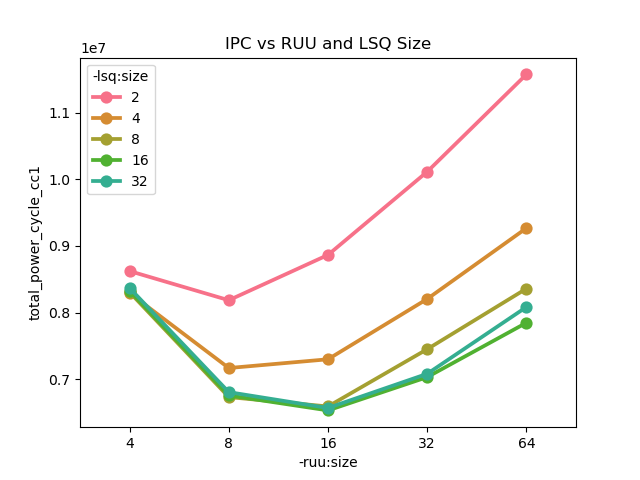 IPC vs RUU and LSQ Size
1e7
-lsq:size
2
4
8
16
32
1.1
1.0
0.9
0.8
0.7
total_power_cycle_cc1
4 8 16 32 64
-ruu:size